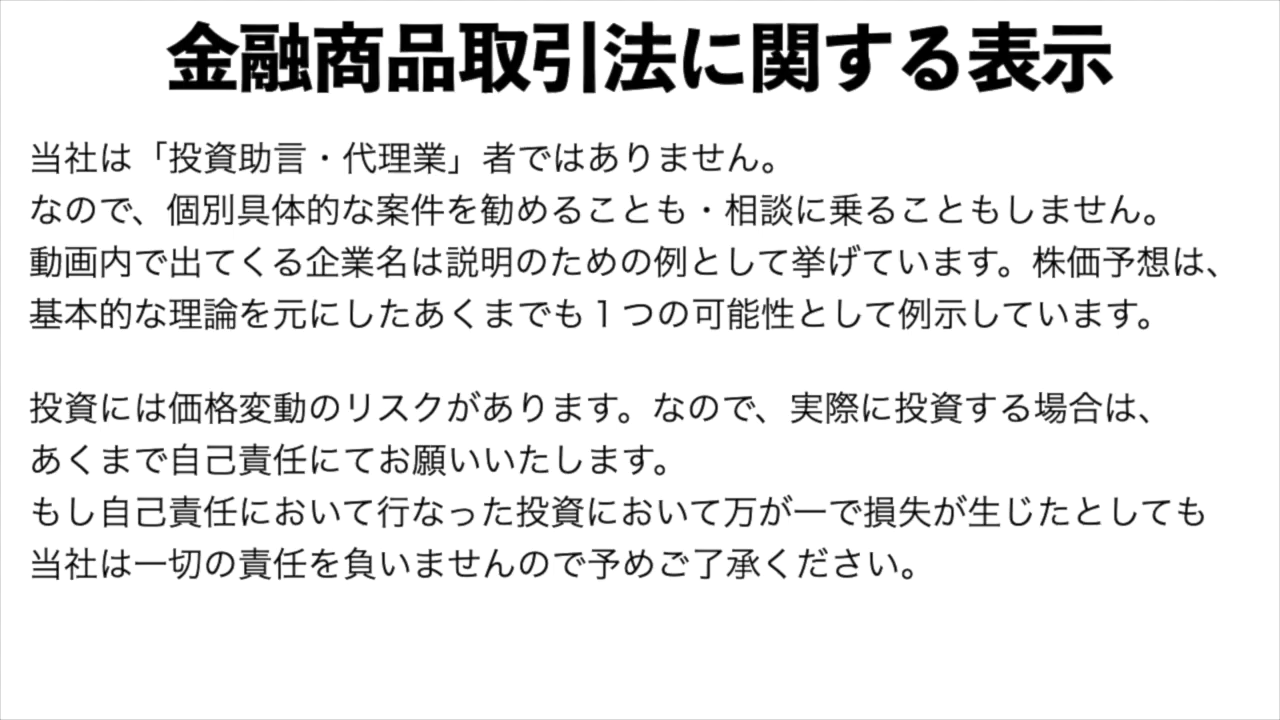 金融商品取引法に関する表示
当社は「投資助言・代理業」者ではありません。
なので、個別具体的な案件を勧めることも・相談に乗ることもしません。
動画内で出てくる企業名は説明のための例として挙げています。株価予想は、
基本的な理論を元にしたあくまでも１つの可能性として例示しています。
投資には価格変動のリスクがあります。なので、実際に投資する場合は、
あくまで自己責任にてお願いいたします。
もし自己責任において行なった投資において万が一で損失が生じたとしても
当社は一切の責任を負いませんので予めご了承ください。